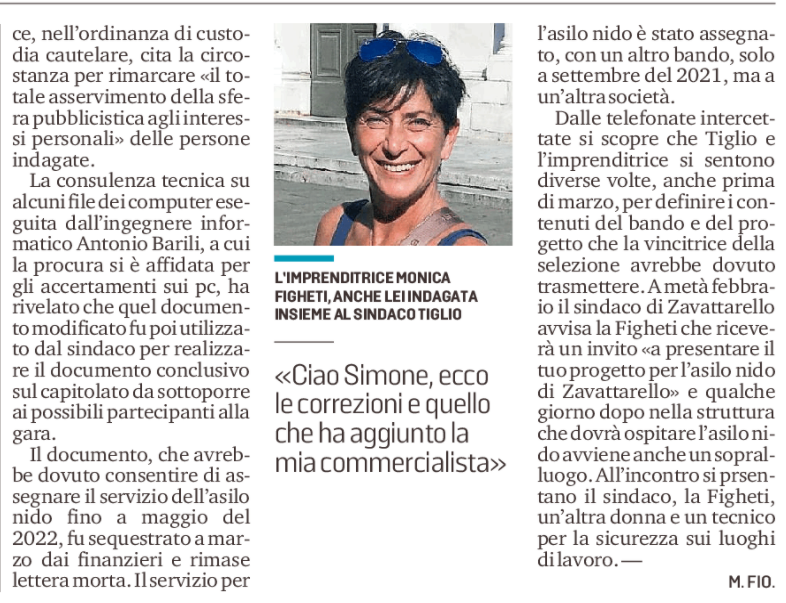 ce, nell'ordinanza di custo-
dia cautelare, cita la circo-
stanza per rimarcare «il to-
tale asservimento della sfe-
ra pubblicistica agli interes-
si personali» delle persone
indagate.
La consulenza tecnica su
alcuni file dei computer ese-
guita dall'ingegnere infor-
matico Antonio Barili, a cui
la procura si è affidata per
gli accertamenti sui pc, ha
rivelato che quel documen-
to modificato fu poi utilizza-
to dal sindaco per realizza-
re il documento conclusivo
sul capitolato da sottoporre
ai possibili partecipanti alla
gara.
Il documento, che avreb-
be dovuto consentire di as-
segnare il servizio dell'asilo
nido fino a maggio del
2022, fu sequestrato a mar-
zo dai finanzieri e rimase
lettera morta. Il servizio per
L'IMPRENDITRICE MONICA
FIGHETI, ANCHE LEI INDAGATA
INSIEME AL SINDACO TIGLIO
«Ciao Simone, ecco
le correzioni e quello
che ha aggiunto la
mia commercialista»
l'asilo nido è stato assegna-
to, con un altro bando, solo
a settembre del 2021, ma a
un'altra società.
Dalle telefonate intercet-
tate si scopre che Tiglio e
l'imprenditrice si sentono
diverse volte, anche prima
di marzo, per definire i con-
tenuti del bando e del pro-
getto che la vincitrice della
selezione avrebbe dovuto
trasmettere. A metà febbra-
io il sindaco di Zavattarello
avvisa la Figheti che riceve-
rà un invito «a presentare il
tuo progetto per l'asilo nido
di Zavattarello» e qualche
giorno dopo nella struttura
che dovrà ospitare l'asilo ni-
do avviene anche un sopral-
luogo. All'incontro si prsen-
tano il sindaco, la Figheti,
un'altra donna e un tecnico
per la sicurezza sui luoghi
di lavoro. —
M. FIO.